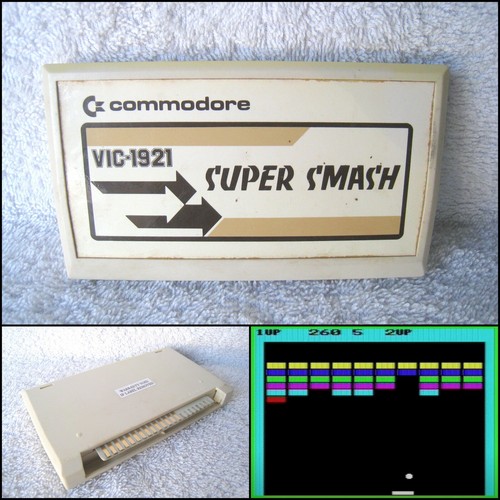 commodore
VIC-1921
SUPER SMASH
1UP 260 5 2UP